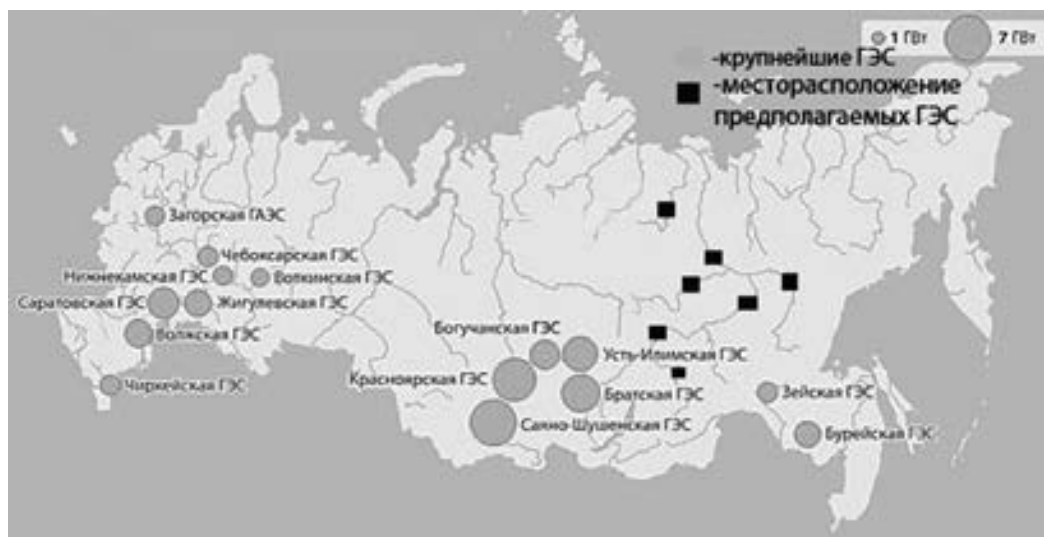 1 ГВт
7 ГВт
-крупнейшие ГЭС
-месторасположение
предполагаемых ГЭС
Загорская ГАЭС
Чебоксарская ГЭС
Нижнекамская ГЭС
Воткинская ГЭС
Саратовская ГЭС
Жигулевская ГЭС
Волжская ГЭС
Богучанская ГЭС
Усть-Илимская ГЭС
Чиркейская ГЭС
Красноярская ГЭС
Братская ГЭС
Зейская ГЭС
Саяно-Шушенская ГЭС
Бурейская ГЭС